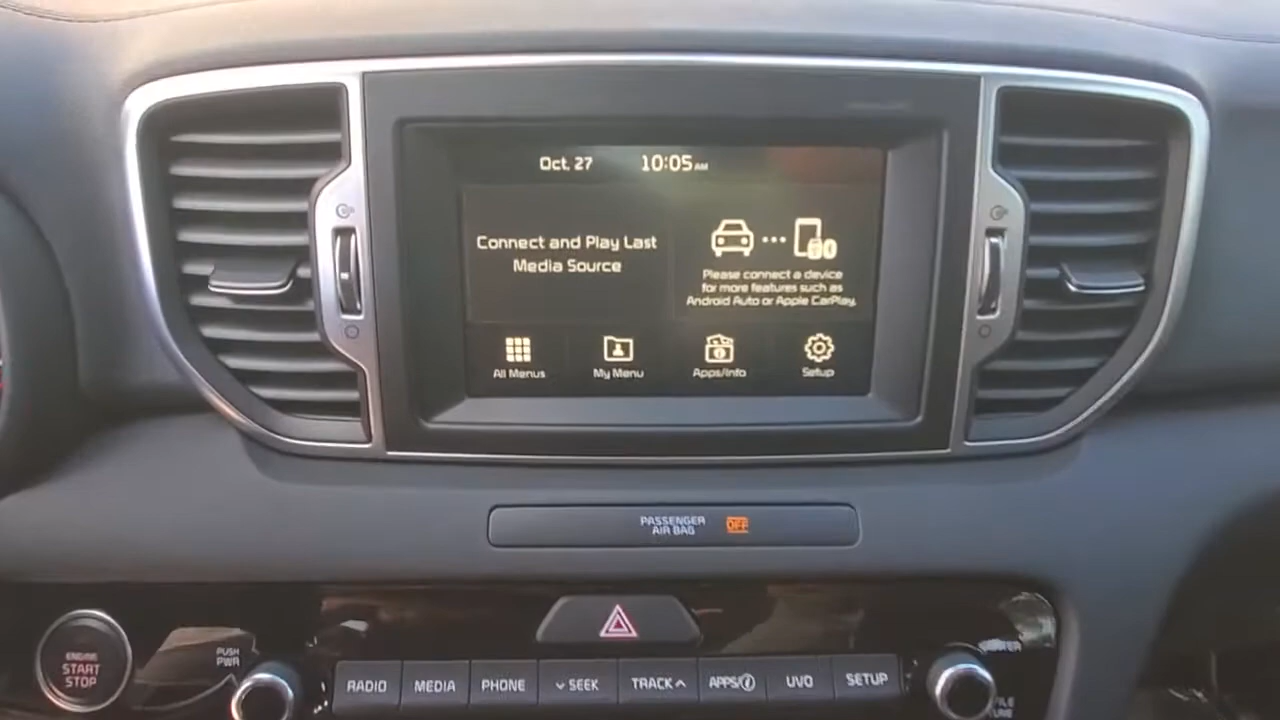 Oct. 27 10:05 AM
Connect and Play Last
Media Source
Please connect a device
for more features such as
Android Auto or Apple CarPlay.
All Menus My Menu Apps/Info Setup
PASSENGER
AIR BAG OFF
ENGINE
START
STOP
PUSH
PWR
RADIO MEDIA PHONE SEEK TRACK APPS/i UVO SETUP